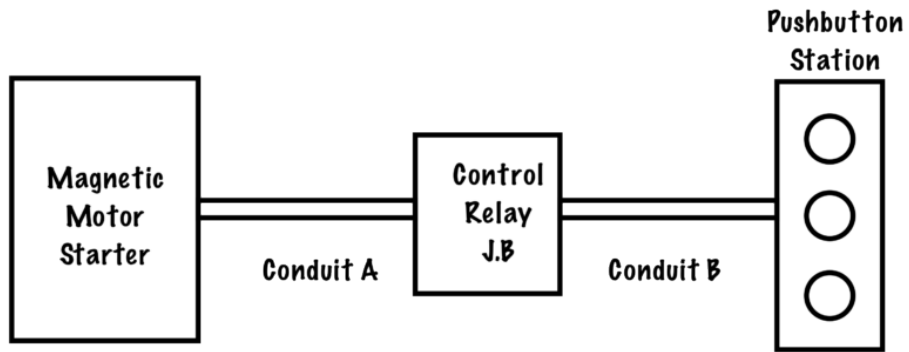 Pushbutton
Station
Magnetic
Motor
Starter
Control
Relay
J.B
Conduit A
Conduit B